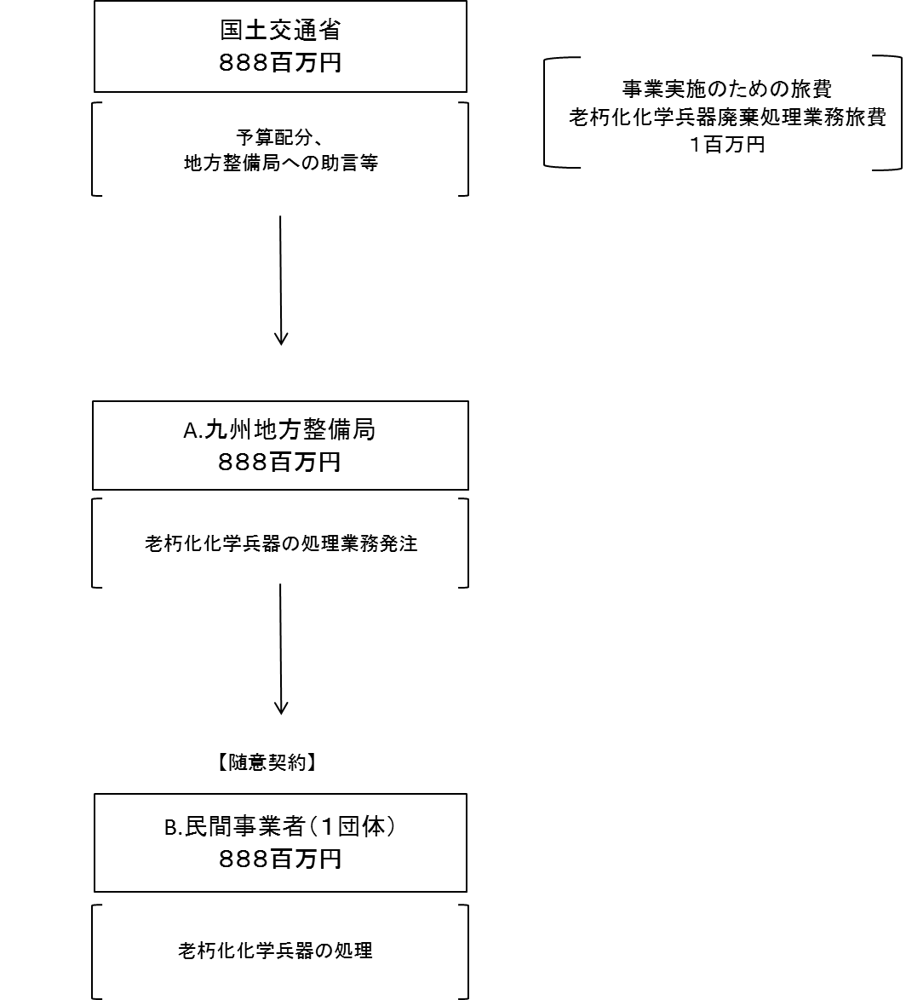 国土交通省
８８８百万円
予算配分、
地方整備局への助言等
事業実施のための旅費
老朽化化学兵器廃棄処理業務旅費
１百万円
A.九州地方整備局
８８８百万円
老朽化化学兵器の処理業務発注
【随意契約】
B.民間事業者（１団体）
８８８百万円
老朽化化学兵器の処理